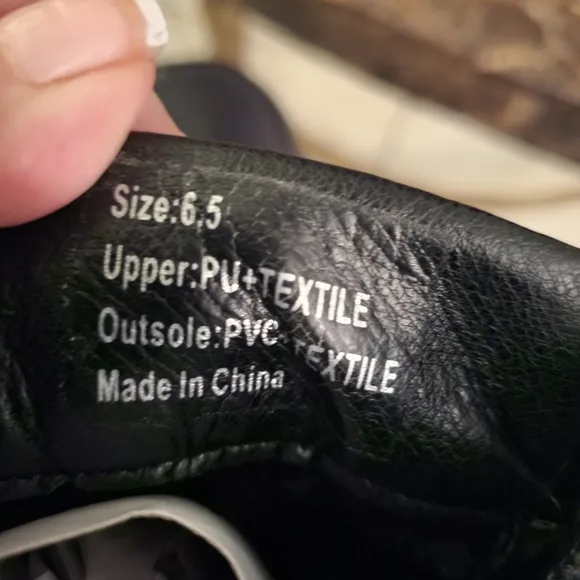 Size:6.5
Upper:PU+TEXTILE
Outsole:PVC+TEXTILE
Made In China